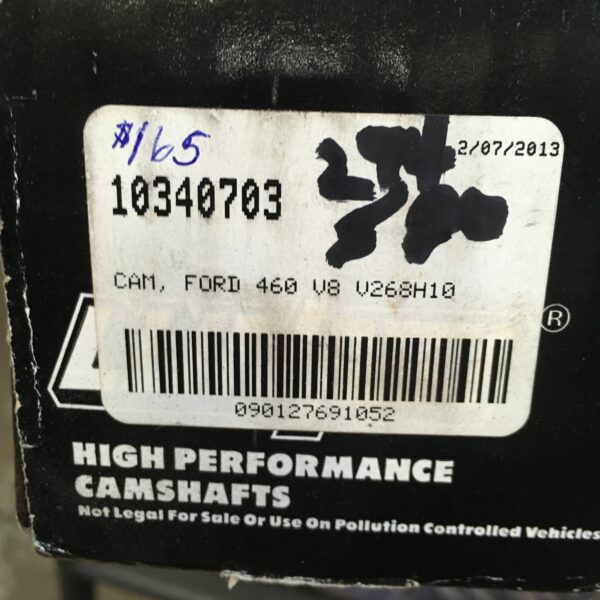 $165
2/07/2013
10340703
CAM, FORD 460 V8 V268H10
®
090127691052
HIGH PERFORMANCE
CAMSHAFTS
Not Legal For Sale Or Use On Pollution Controlled Vehicles